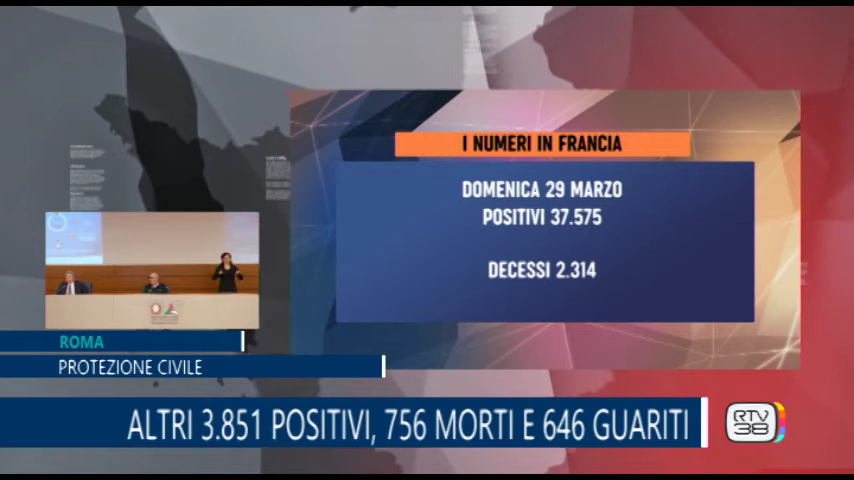 I NUMERI IN FRANCIA
DOMENICA 29 MARZO
POSITIVI 37.575
DECESSI 2.314
ROMA
PROTEZIONE CIVILE
ALTRI 3.851 POSITIVI, 756 MORTI E 646 GUARITI
RTV
38